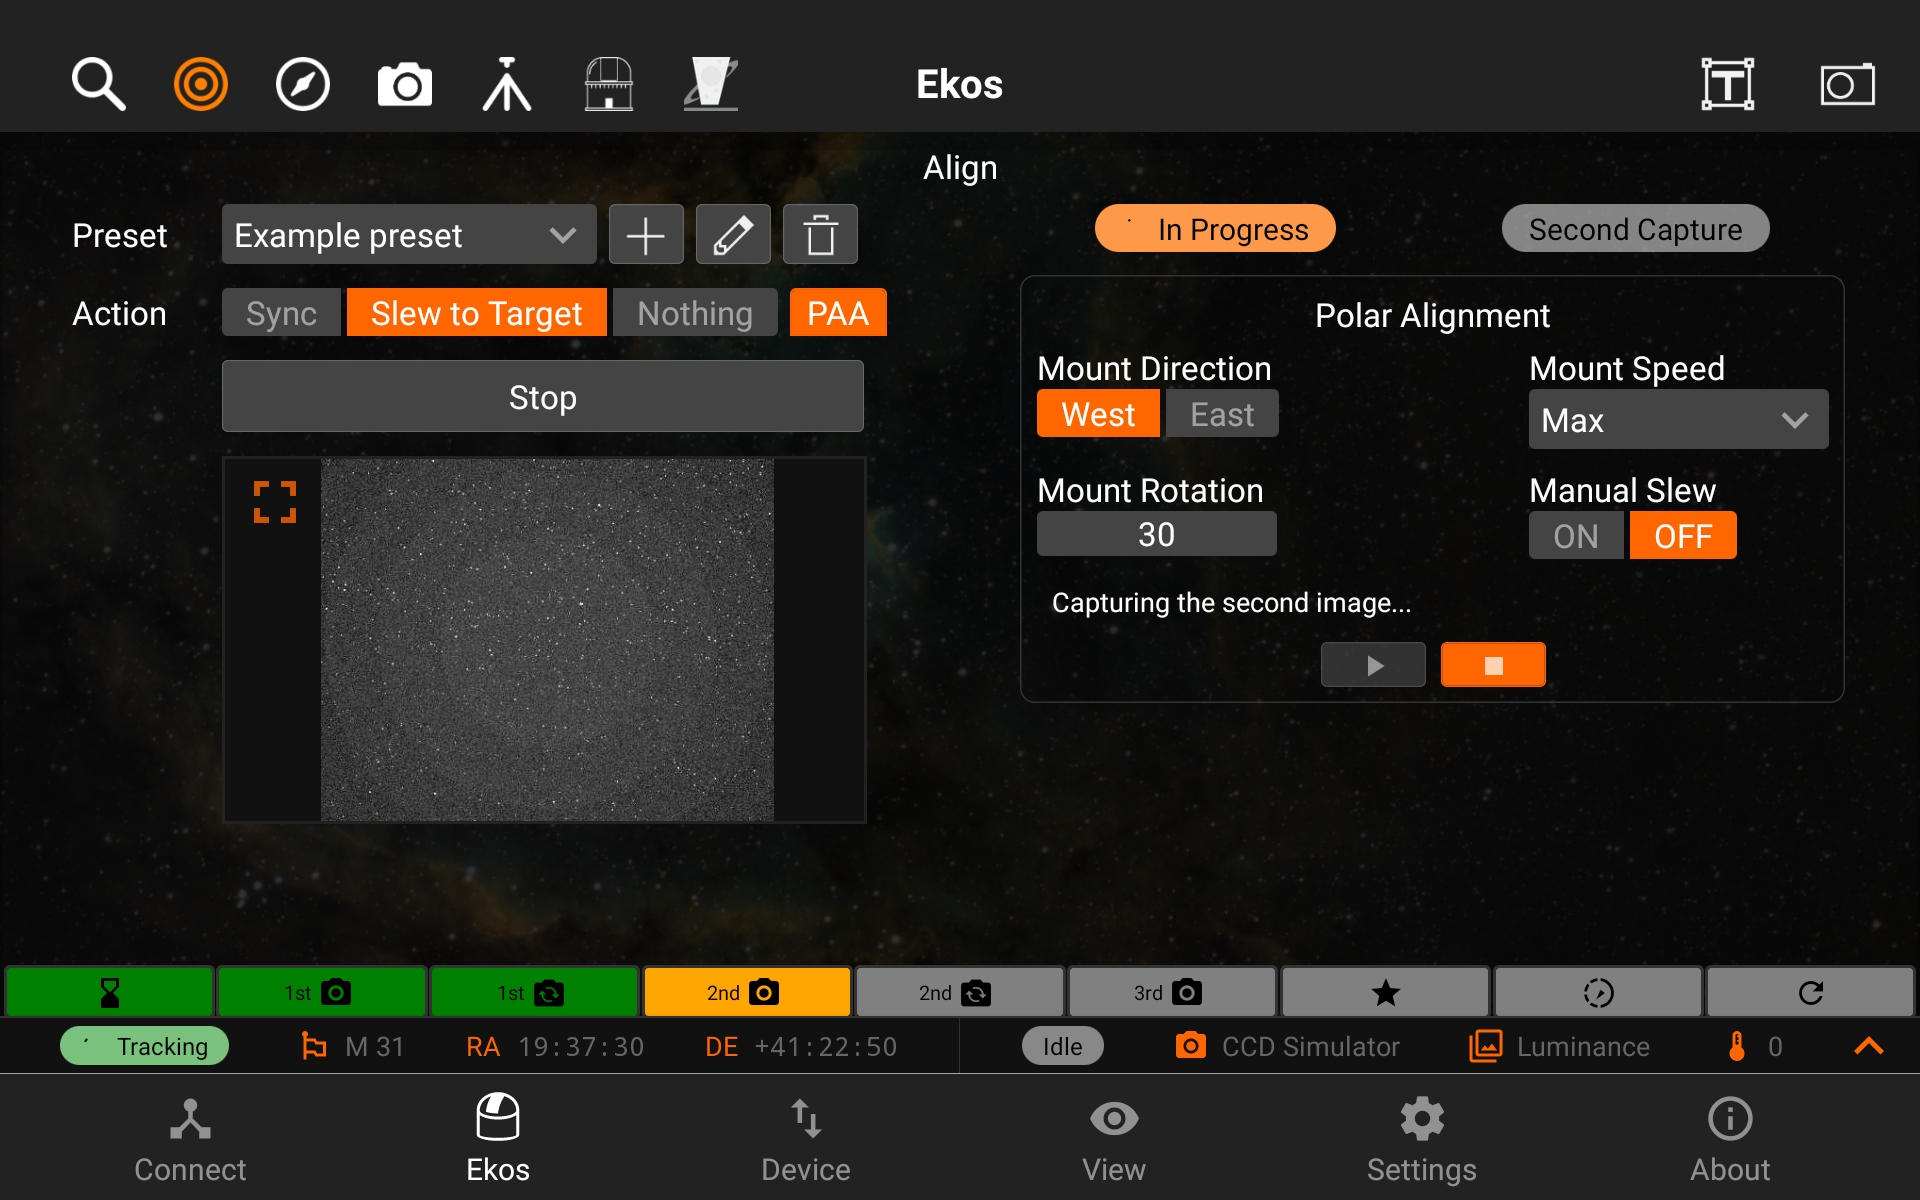 Ekos
Align
Preset Example preset
In Progress Second Capture
Action Sync Slew to Target Nothing PAA
Stop
Polar Alignment
Mount Direction Mount Speed
West East Max
Mount Rotation Manual Slew
30 ON OFF
Capturing the second image...
1st 1st 2nd 2nd 3rd
Tracking M 31 RA 19:37:30 DE +41:22:50 Idle CCD Simulator Luminance 0
Connect Ekos Device View Settings About